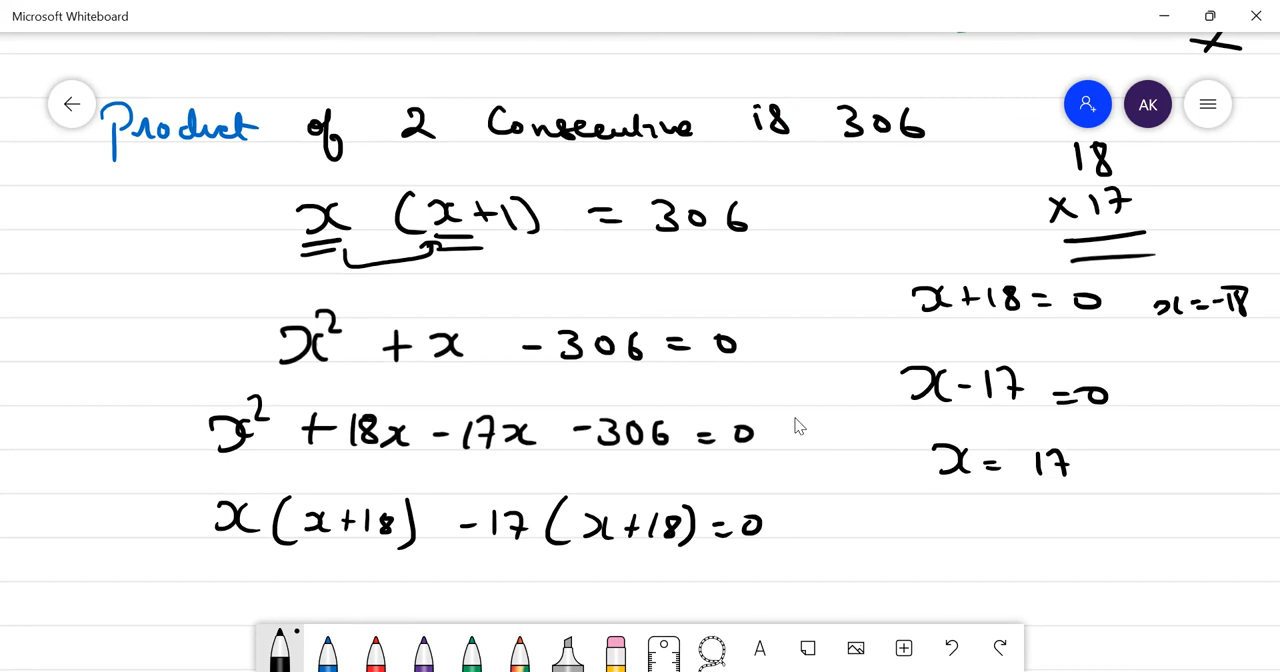 Microsoft Whiteboard
Product of 2 Consecutive is 306
AK
x (x+1) = 306
18
x 17
x² + x - 306 = 0
x+18 = 0 x = -18
x² + 18x - 17x - 306 = 0
x - 17 = 0
x = 17
x(x+18) - 17(x+18) = 0
A